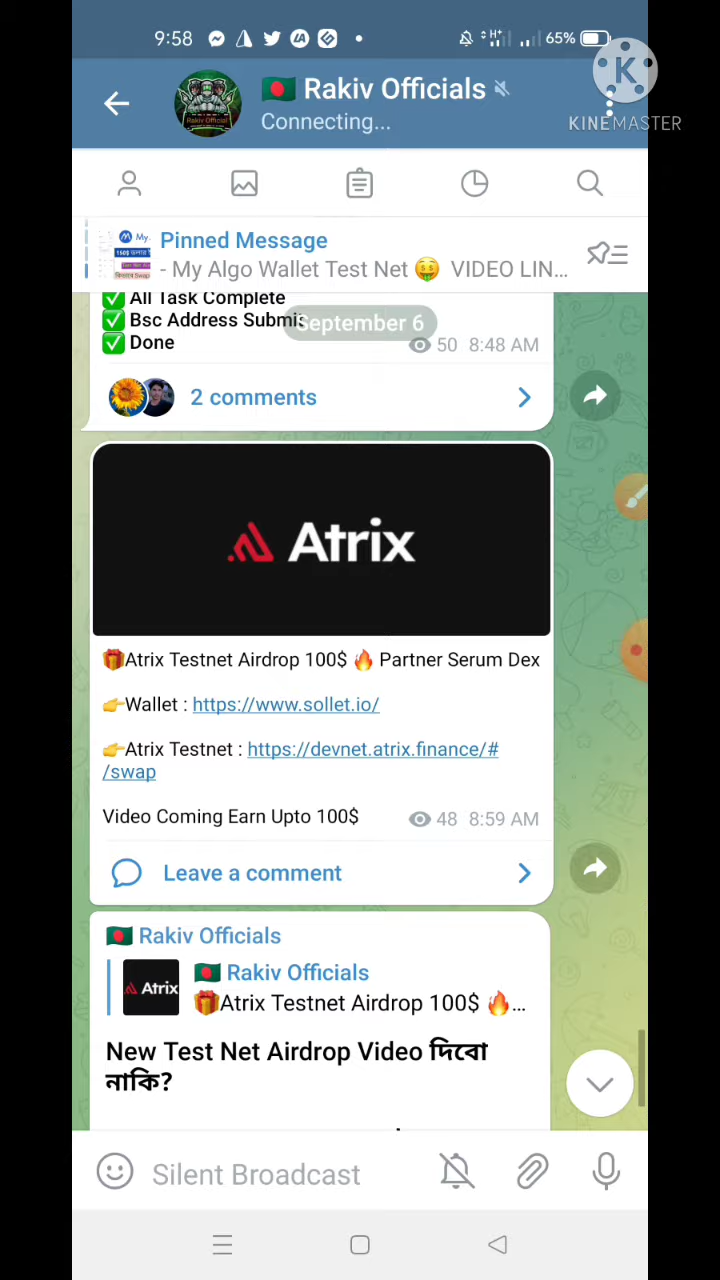 9:58
H+
65%
K
KINEMASTER
Rakiv Officials
Connecting...
Pinned Message
- My Algo Wallet Test Net 🤑 VIDEO LIN...
✅ All Task Complete
✅ Bsc Address Submit
September 6
✅ Done
50 8:48 AM
2 comments
Atrix
🎁Atrix Testnet Airdrop 100$ 🔥 Partner Serum Dex
👉Wallet : https://www.sollet.io/
👉Atrix Testnet : https://devnet.atrix.finance/#
/swap
Video Coming Earn Upto 100$
48 8:59 AM
Leave a comment
🇧🇩 Rakiv Officials
Atrix
🇧🇩 Rakiv Officials
🎁Atrix Testnet Airdrop 100$ 🔥...
New Test Net Airdrop Video দিবো
নাকি?
Silent Broadcast